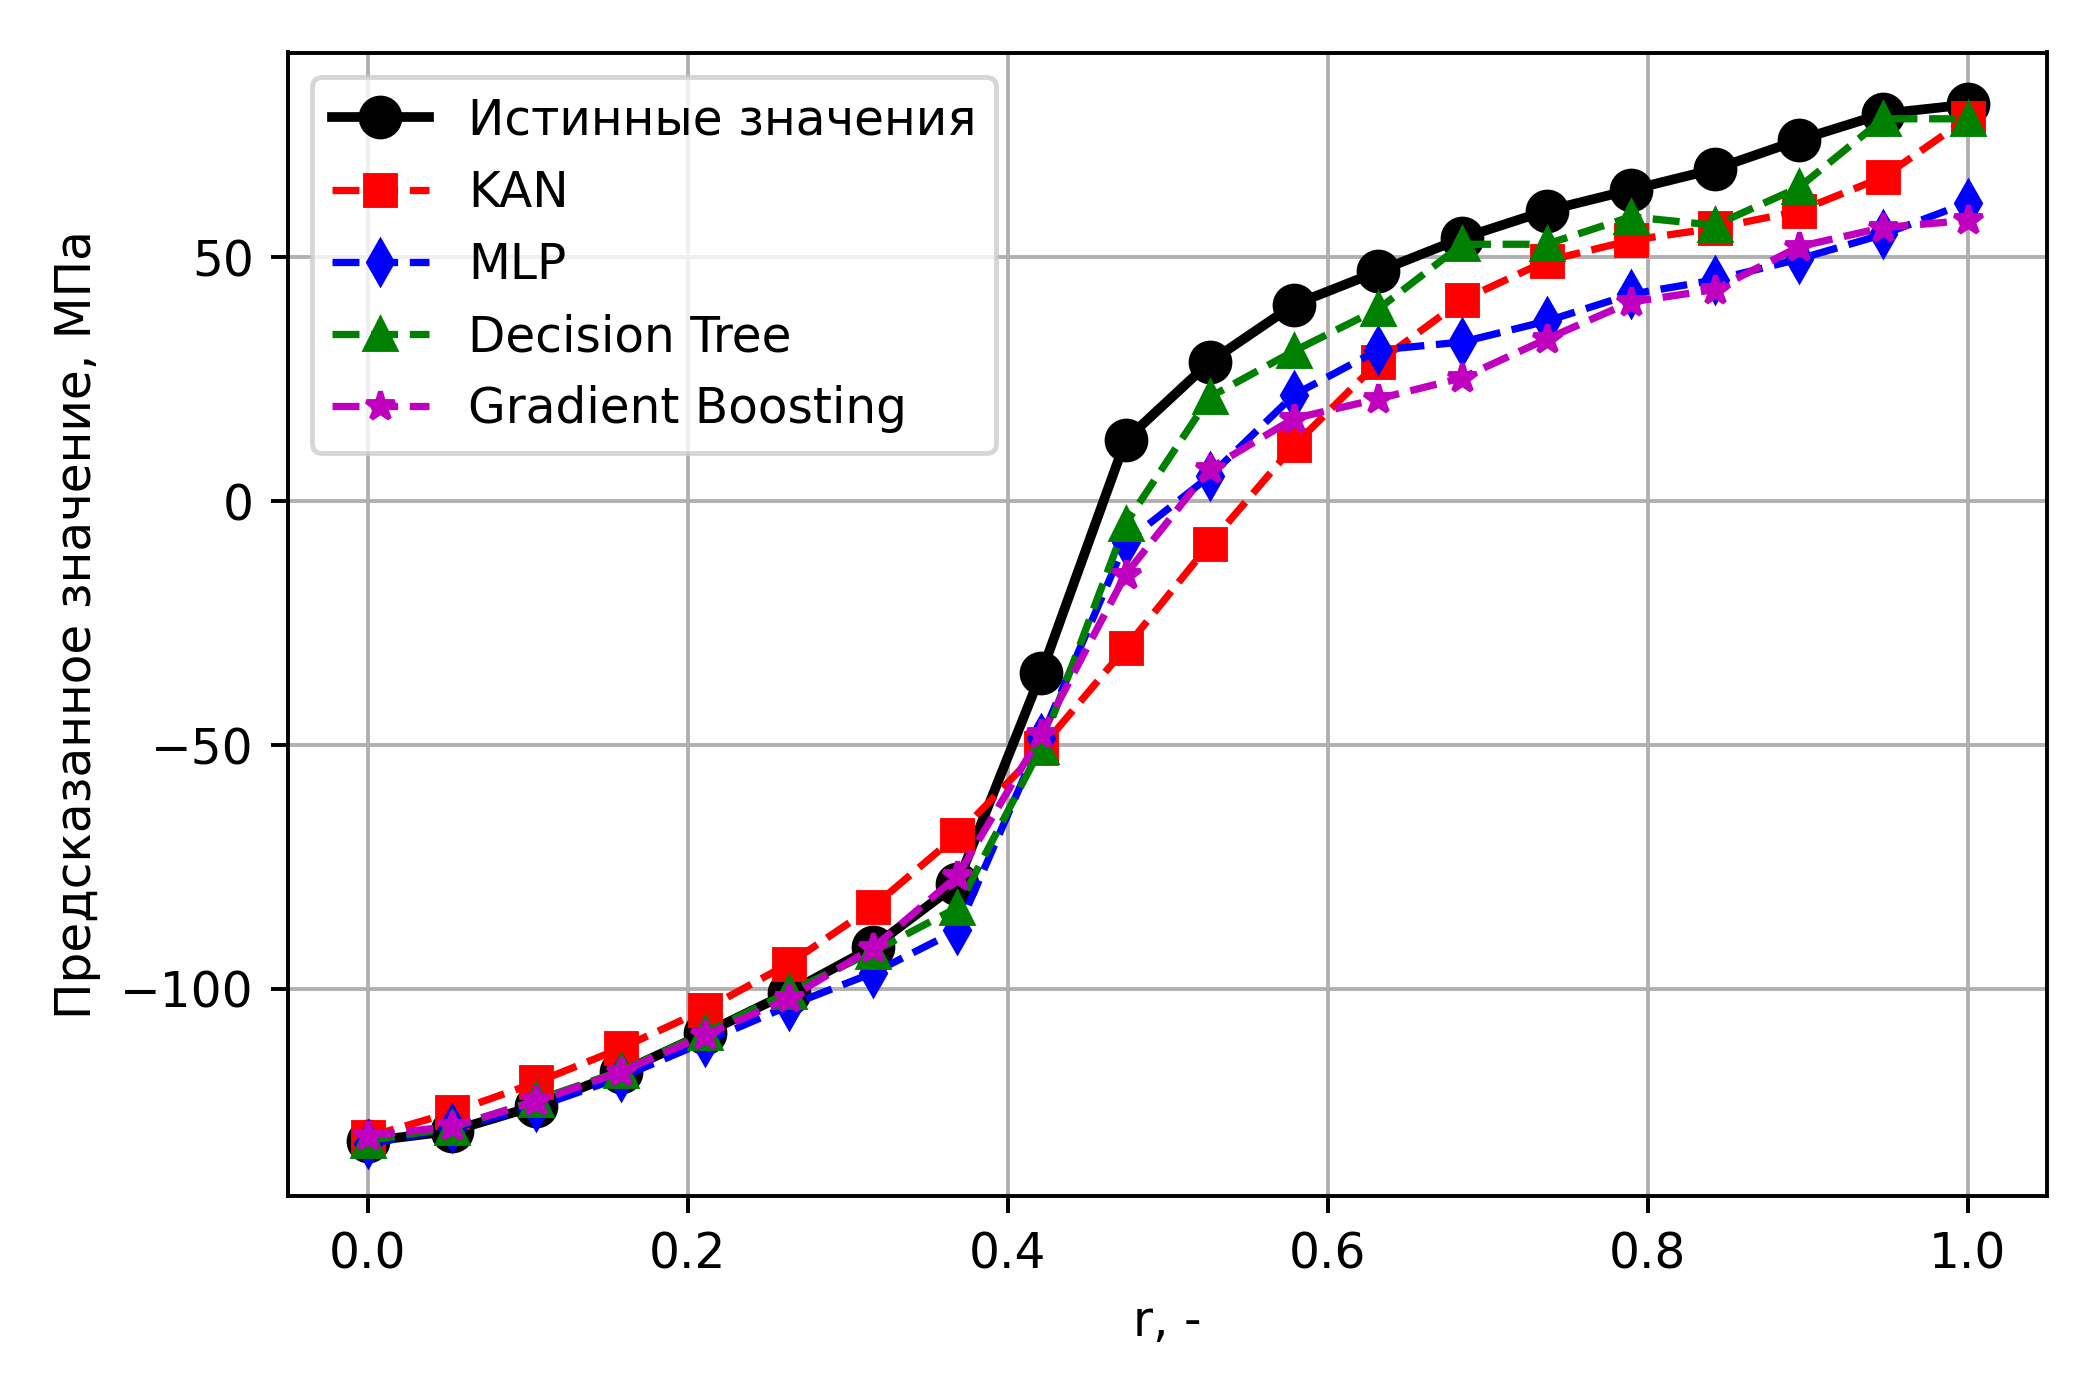 Истинные значения
KAN
MLP
Decision Tree
Gradient Boosting
Предсказанное значение, МПа
50
0
−50
−100
0.0 0.2 0.4 0.6 0.8 1.0
r, -